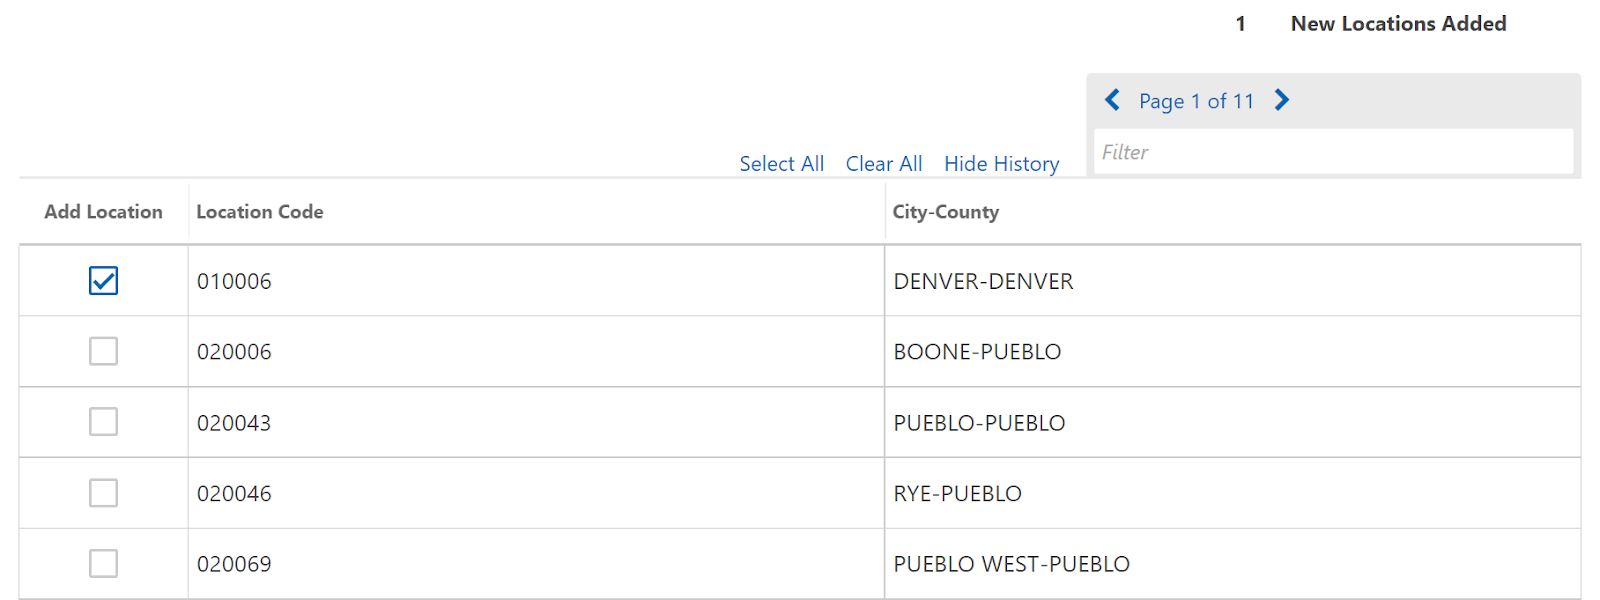 1 New Locations Added
Page 1 of 11
Select All Clear All Hide History Filter
Add Location Location Code City-County
010006 DENVER-DENVER
020006 BOONE-PUEBLO
020043 PUEBLO-PUEBLO
020046 RYE-PUEBLO
020069 PUEBLO WEST-PUEBLO